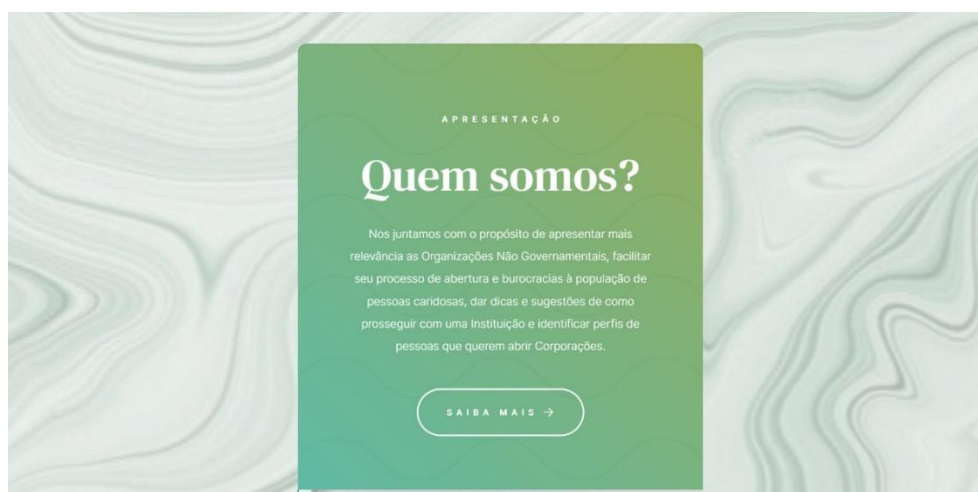 APRESENTAÇÃO
Quem somos?
Nos juntamos com o propósito de apresentar mais
relevância as Organizações Não Governamentais, facilitar
seu processo de abertura e burocracias à população de
pessoas caridosas, dar dicas e sugestões de como
prosseguir com uma Instituição e identificar perfis de
pessoas que querem abrir Corporações.
SAIBA MAIS →